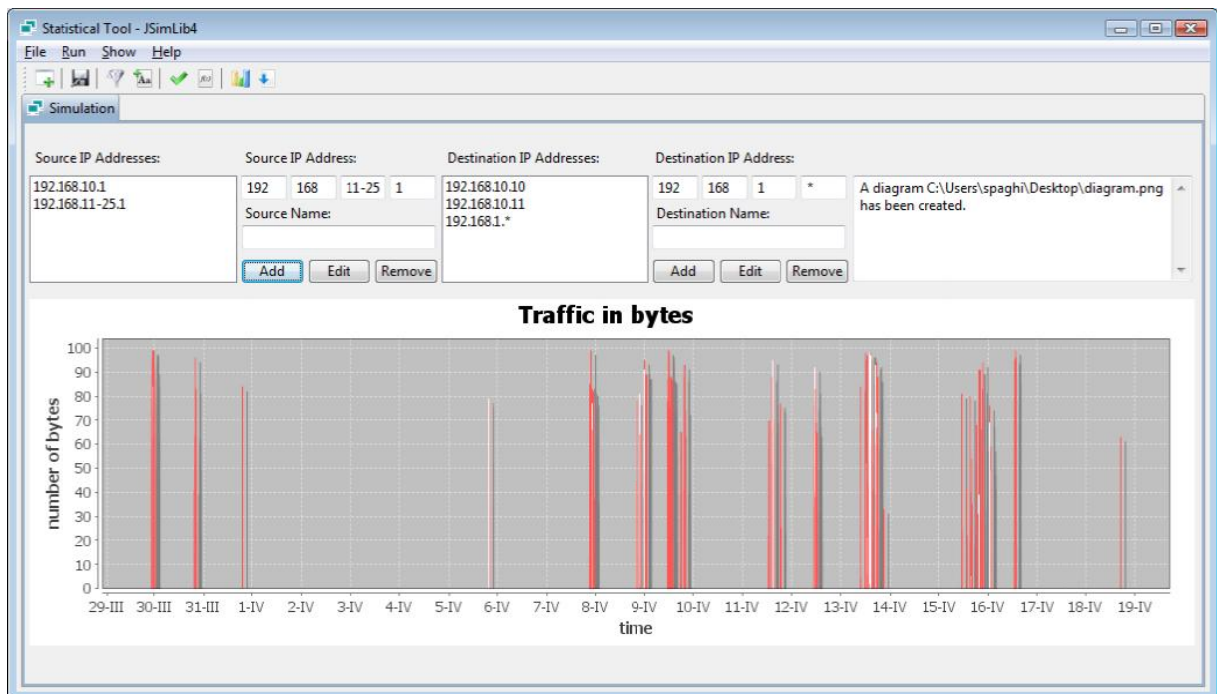 Statistical Tool - JSimLib4
File Run Show Help
Simulation
Source IP Addresses:
192.168.10.1
192.168.11-25.1
Source IP Address:
192 168 11-25 1
Source Name:
Add Edit Remove
Destination IP Addresses:
192.168.10.10
192.168.10.11
192.168.1.*
Destination IP Address:
192 168 1 *
Destination Name:
Add Edit Remove
A diagram C:\Users\spaghi\Desktop\diagram.png
has been created.
Traffic in bytes
number of bytes
100
90
80
70
60
50
40
30
20
10
0
29-III 30-III 31-III 1-IV 2-IV 3-IV 4-IV 5-IV 6-IV 7-IV 8-IV 9-IV 10-IV 11-IV 12-IV 13-IV 14-IV 15-IV 16-IV 17-IV 18-IV 19-IV
time